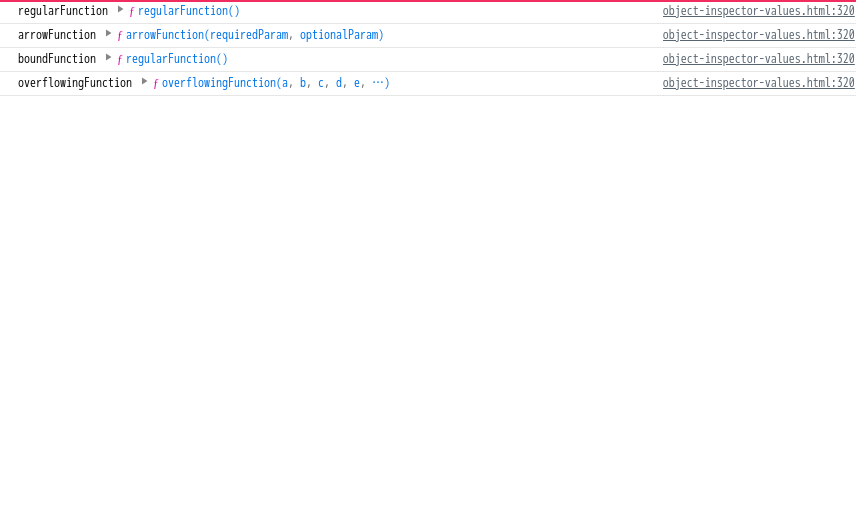 regularFunction ▶ ƒ regularFunction() object-inspector-values.html:320
arrowFunction ▶ ƒ arrowFunction(requiredParam, optionalParam) object-inspector-values.html:320
boundFunction ▶ ƒ regularFunction() object-inspector-values.html:320
overflowingFunction ▶ ƒ overflowingFunction(a, b, c, d, e, …) object-inspector-values.html:320